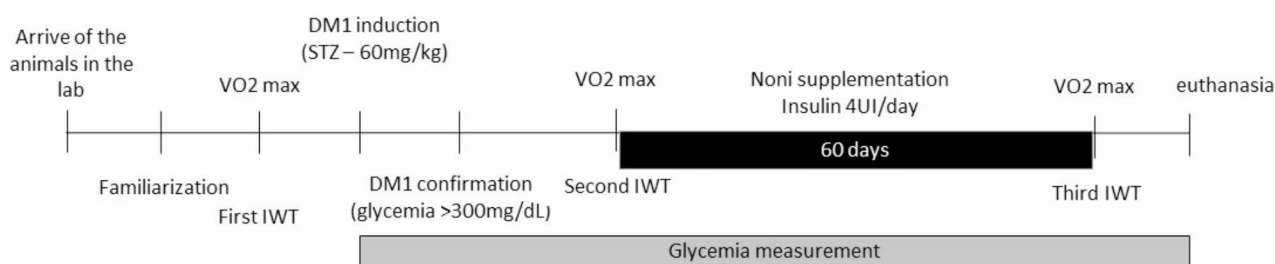 Arrive of the
animals in the
lab
Familiarization
VO2 max
First IWT
DM1 induction
(STZ – 60mg/kg)
DM1 confirmation
(glycemia >300mg/dL)
VO2 max
Second IWT
Noni supplementation
Insulin 4UI/day
60 days
VO2 max
Third IWT
euthanasia
Glycemia measurement